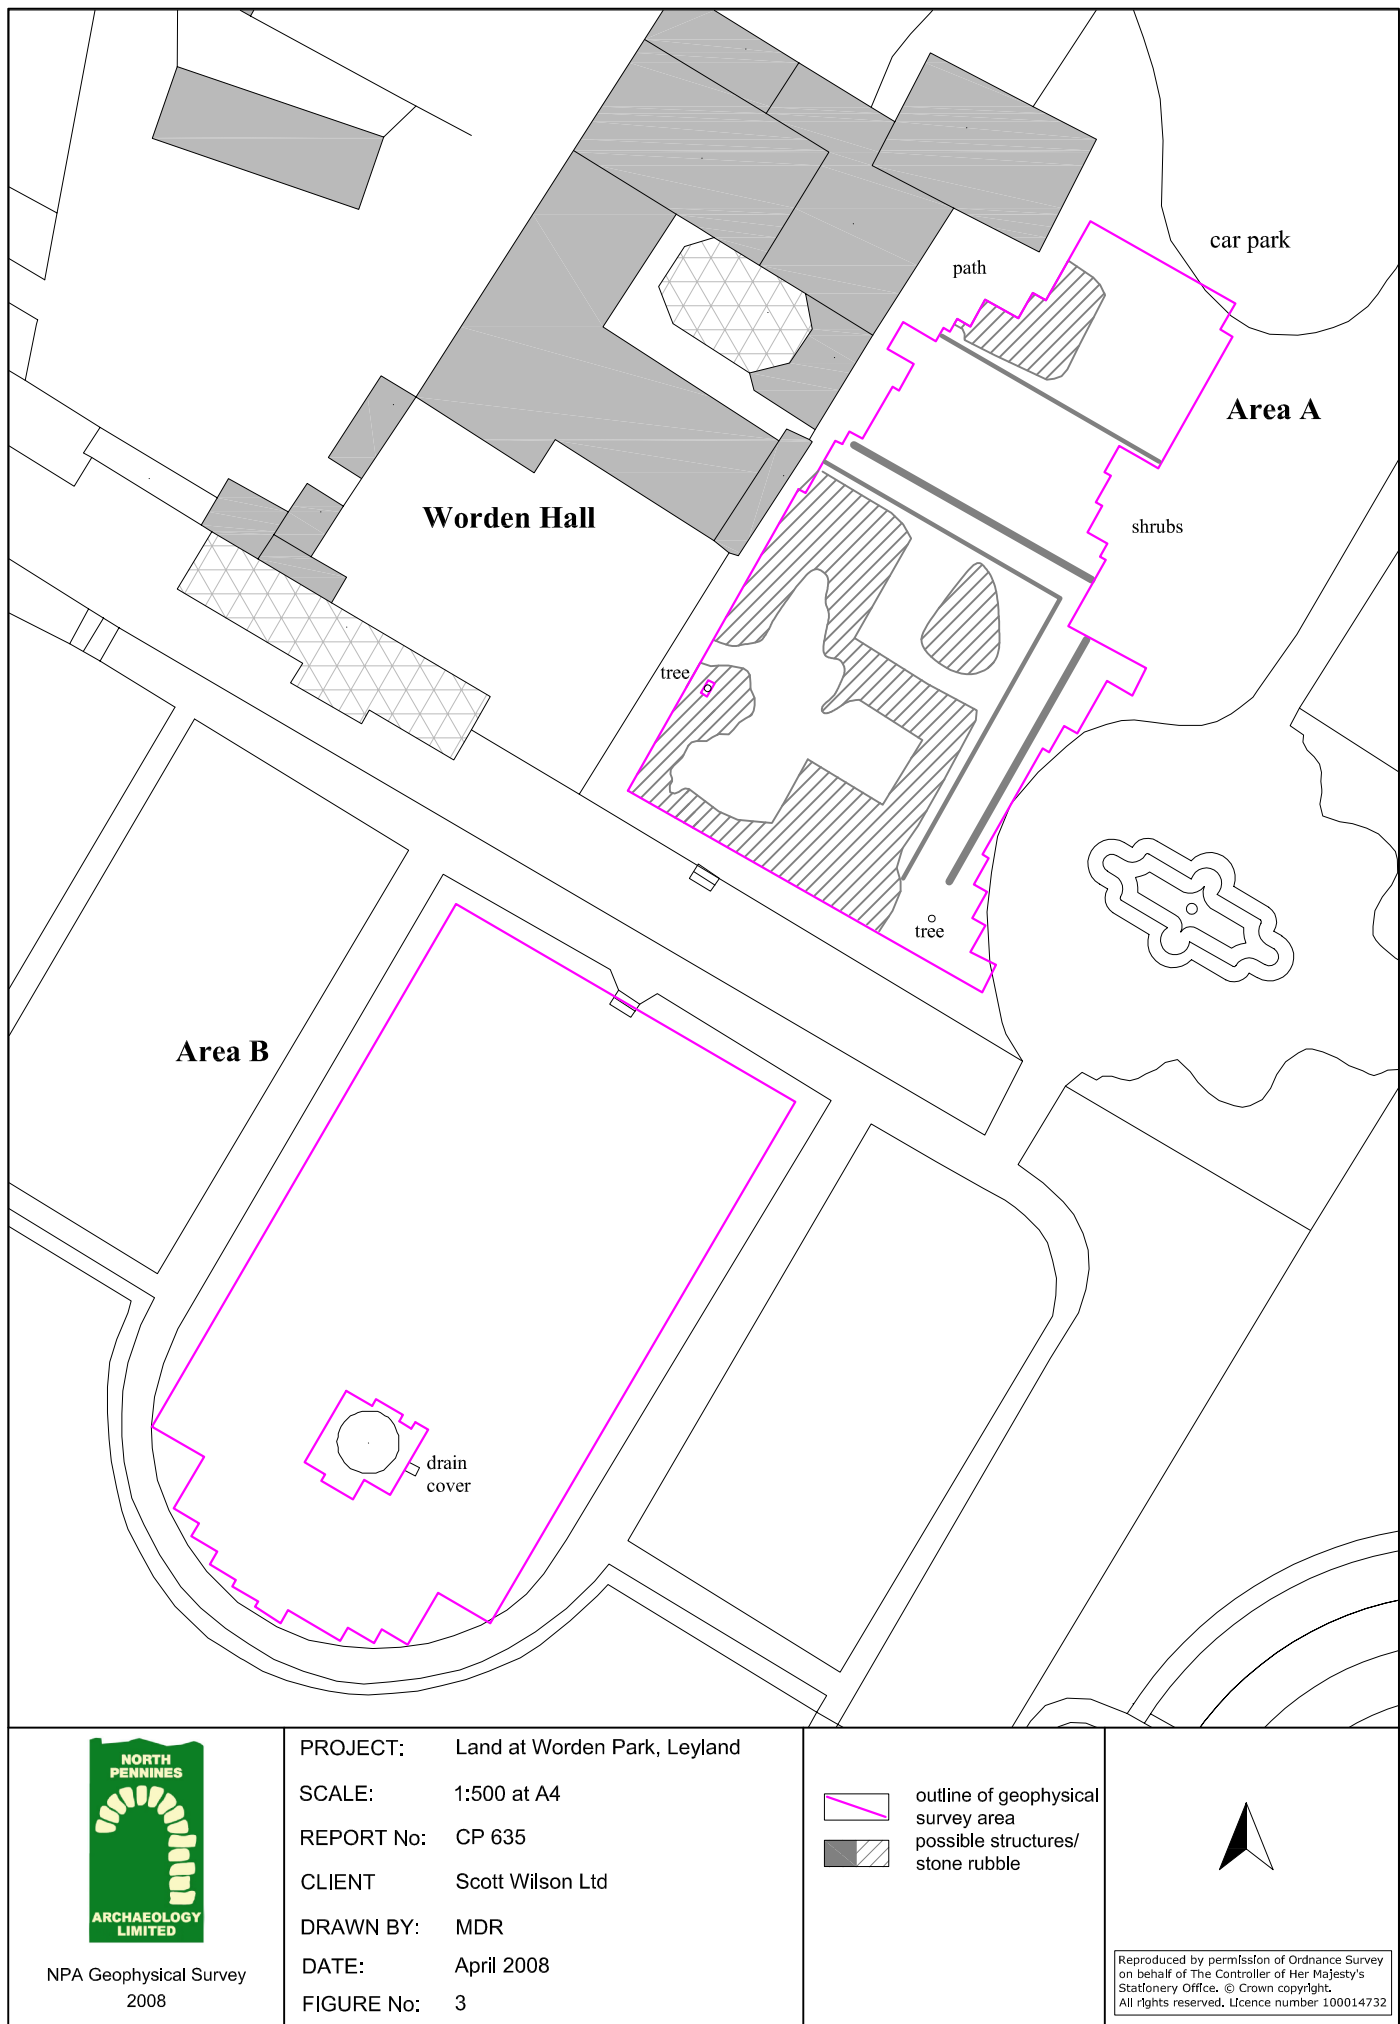 car park
path
Area A
Worden Hall
shrubs
tree
tree
Area B
drain
cover
NORTH
PENNINES
ARCHAEOLOGY
LIMITED
NPA Geophysical Survey
2008
PROJECT: Land at Worden Park, Leyland
SCALE: 1:500 at A4
REPORT No: CP 635
CLIENT Scott Wilson Ltd
DRAWN BY: MDR
DATE: April 2008
FIGURE No: 3
outline of geophysical
survey area
possible structures/
stone rubble
Reproduced by permission of Ordnance Survey
on behalf of The Controller of Her Majesty's
Stationery Office. © Crown copyright.
All rights reserved. Licence number 100014732